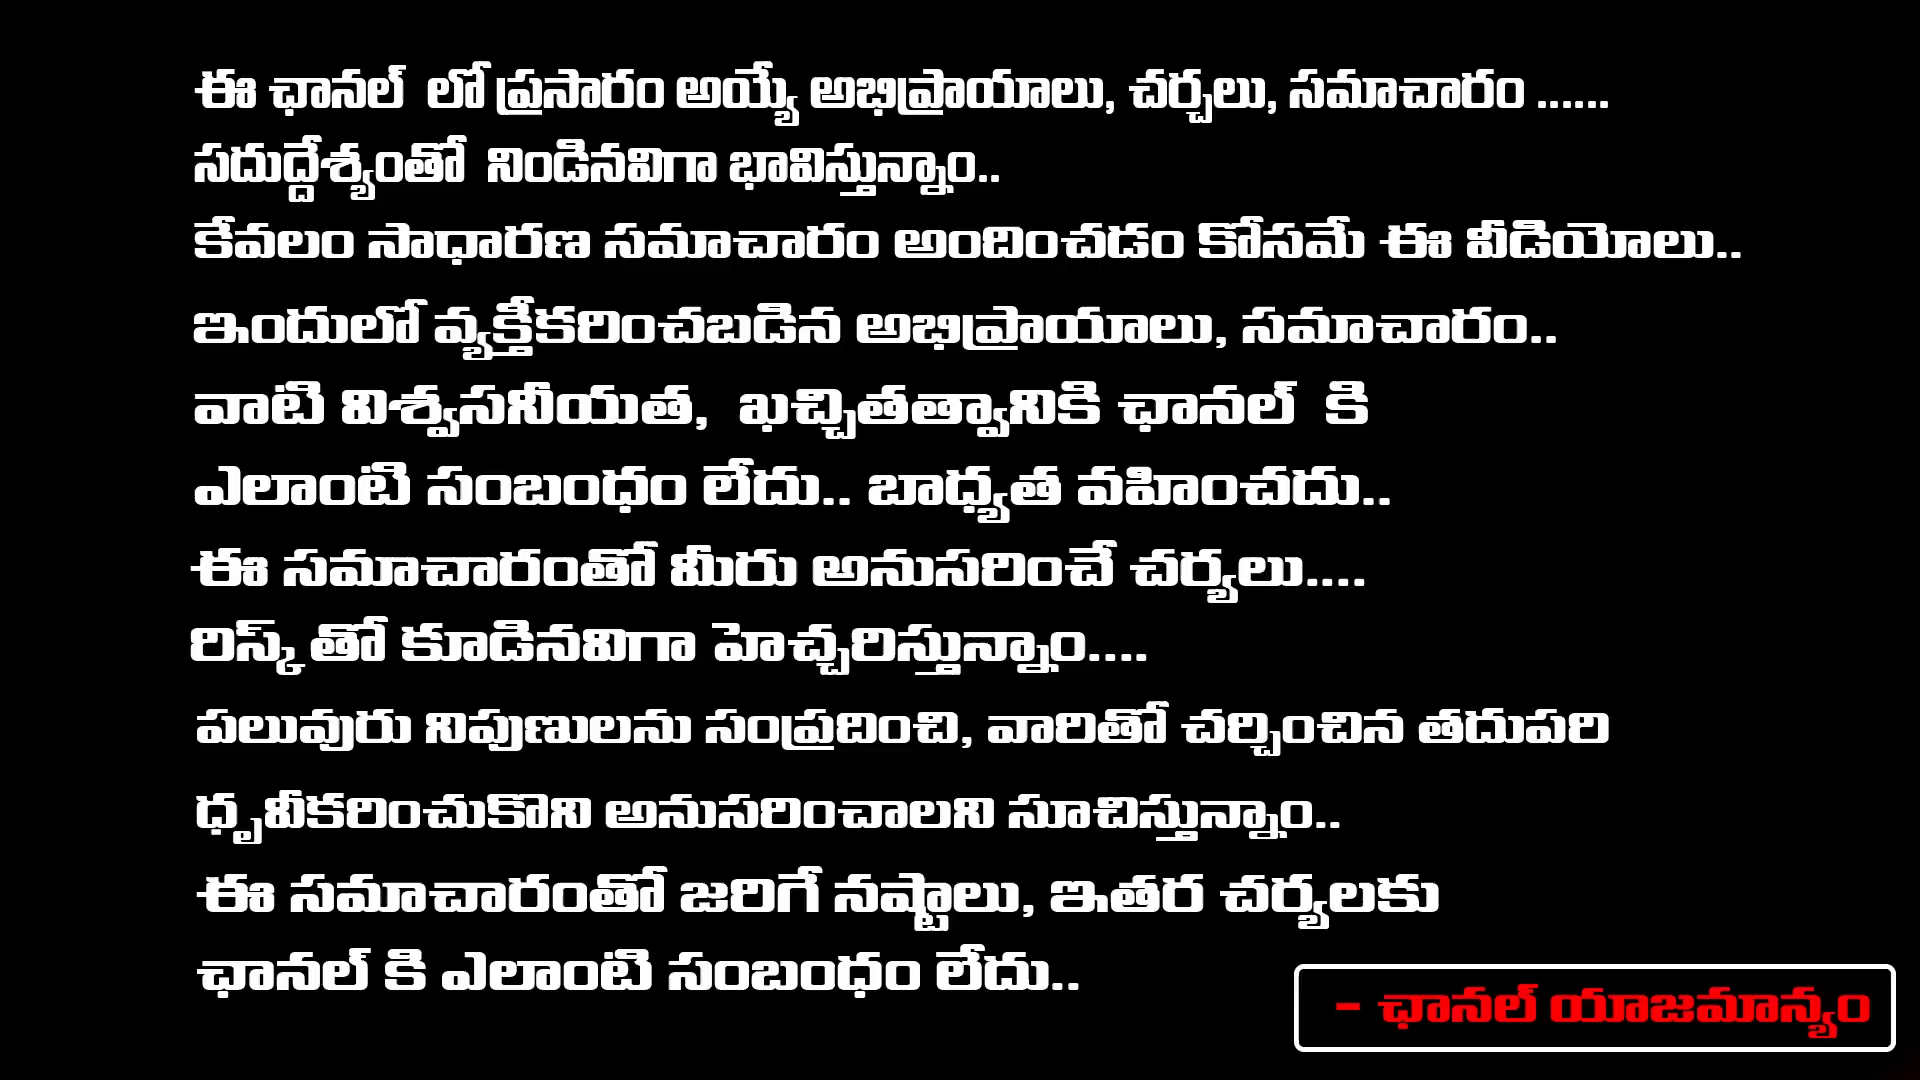 ఈ ఛానల్ లో ప్రసారం అయ్యే అభిప్రాయాలు, చర్చలు, సమాచారం ......
సదుద్దేశ్యంతో నిండినవిగా భావిస్తున్నాం..
కేవలం సాధారణ సమాచారం అందించడం కోసమే ఈ వీడియోలు..
ఇందులో వ్యక్తీకరించబడిన అభిప్రాయాలు, సమాచారం..
వాటి విశ్వసనీయత, ఖచ్చితత్వానికి ఛానల్ కి
ఎలాంటి సంబంధం లేదు.. బాధ్యత వహించదు..
ఈ సమాచారంతో మీరు అనుసరించే చర్యలు....
రిస్క్ తో కూడినవిగా హెచ్చరిస్తున్నాం....
పలువురు నిపుణులను సంప్రదించి, వారితో చర్చించిన తదుపరి
ధృవీకరించుకొని అనుసరించాలని సూచిస్తున్నాం..
ఈ సమాచారంతో జరిగే నష్టాలు, ఇతర చర్యలకు
ఛానల్ కి ఎలాంటి సంబంధం లేదు..
- ఛానల్ యాజమాన్యం